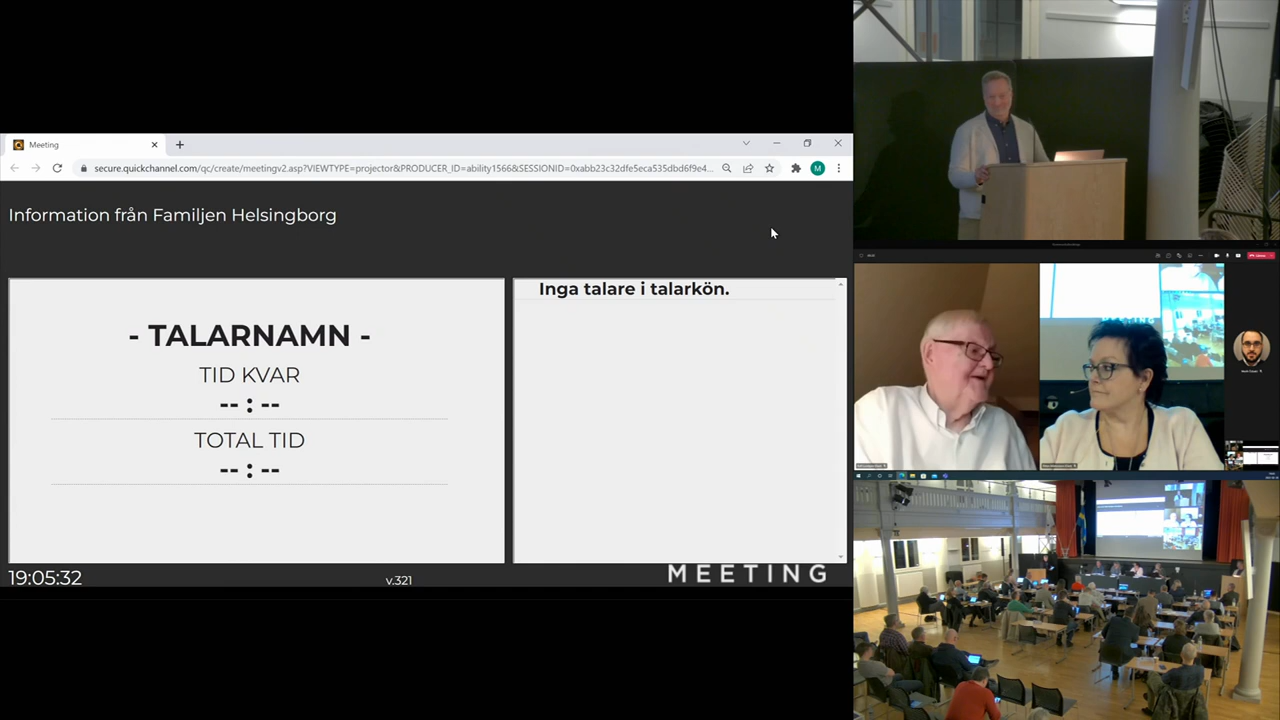 Meeting
secure.quickchannel.com/qc/create/meetingv2.asp?VIEWTYPE=projector&PRODUCER_ID=ability1566&SESSIONID=0xabb23c32dfe5eca535dbd6f9e4...
M
Information från Familjen Helsingborg
- TALARNAMN -
TID KVAR
-- : --
TOTAL TID
-- : --
Inga talare i talarkön.
19:05:32
v.321
MEETING
MEETING